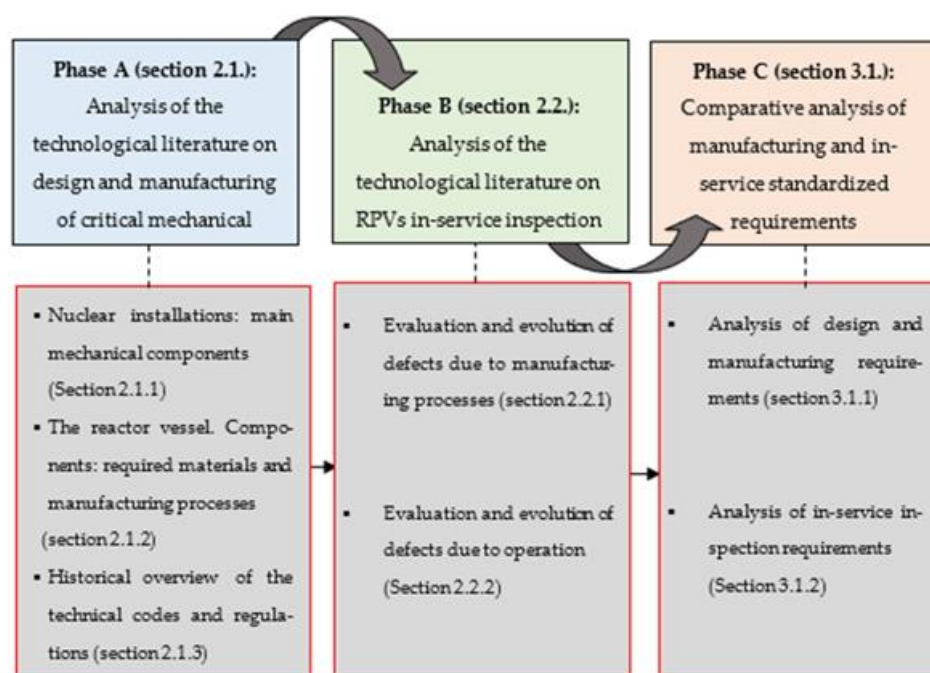 Phase A (section 2.1.):
Analysis of the
technological literature on
design and manufacturing
of critical mechanical
Phase B (section 2.2.):
Analysis of the
technological literature on
RPVs in-service inspection
Phase C (section 3.1.):
Comparative analysis of
manufacturing and in-
service standardized
requirements
▪ Nuclear installations: main
mechanical components
(Section 2.1.1)
▪ The reactor vessel. Compo-
nents: required materials and
manufacturing processes
(section 2.1.2)
▪ Historical overview of the
technical codes and regula-
tions (section 2.1.3)
▪ Evaluation and evolution of
defects due to manufactur-
ing processes (section 2.2.1)
▪ Evaluation and evolution of
defects due to operation
(Section 2.2.2)
▪ Analysis of design and
manufacturing require-
ments (section 3.1.1)
▪ Analysis of in-service in-
spection requirements
(Section 3.1.2)